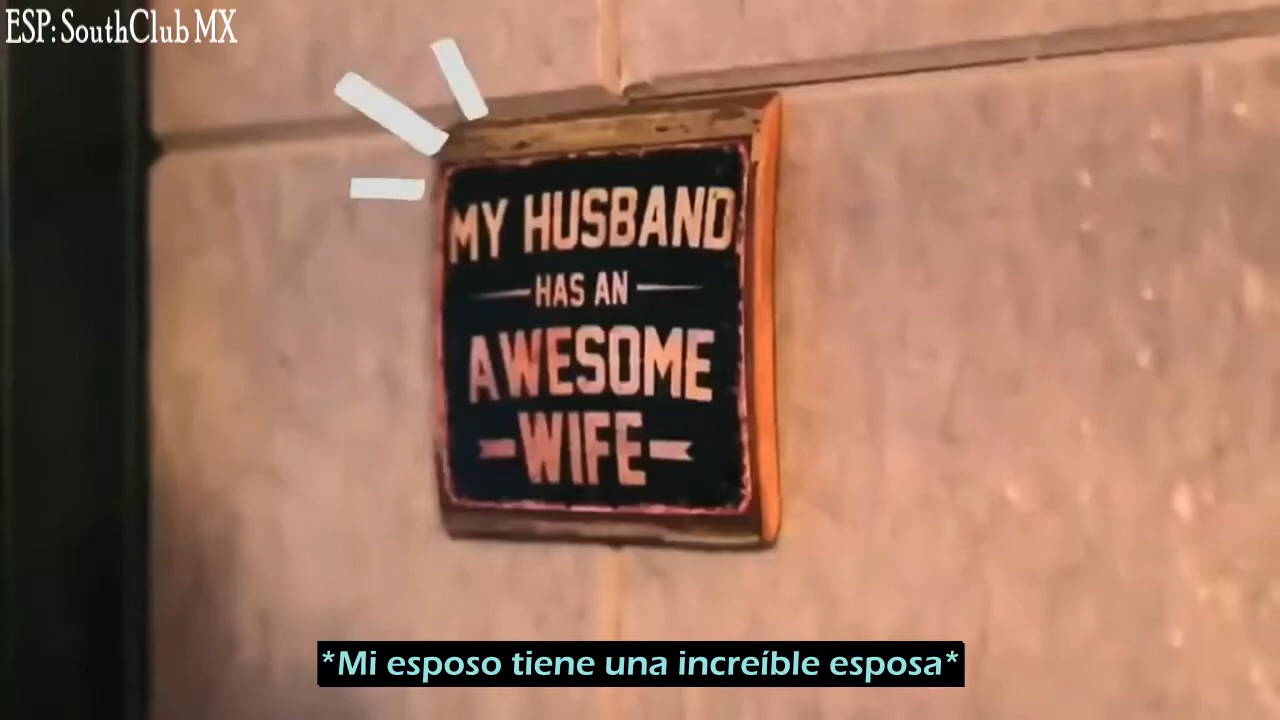 ESP: SouthClub MX
MY HUSBAND
HAS AN
AWESOME
WIFE
*Mi esposo tiene una increíble esposa*